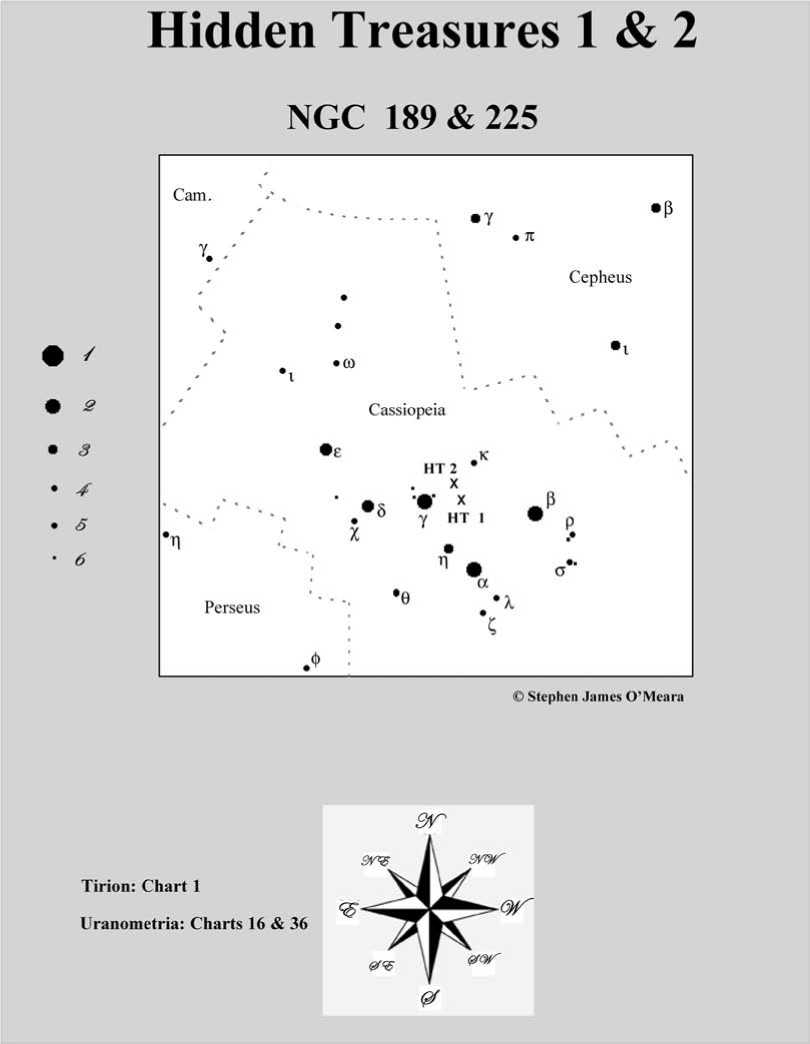 Hidden Treasures 1 & 2
NGC 189 & 225
Cam.
γ
γ
π
β
Cepheus
ι
ω
ι
1
2
3
4
5
6
Cassiopeia
ε
κ
HT 2
X
X
HT 1
δ
χ
γ
β
ρ
η
η
α
σ
θ
λ
ζ
Perseus
φ
© Stephen James O’Meara
N
NE
NW
Tirion: Chart 1
E
W
Uranometria: Charts 16 & 36
SE
SW
S